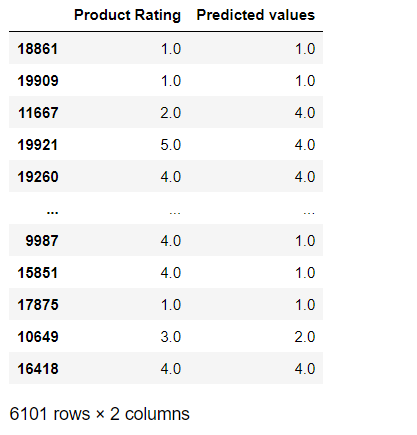 Product Rating Predicted values
18861 1.0 1.0
19909 1.0 1.0
11667 2.0 4.0
19921 5.0 4.0
19260 4.0 4.0
... ... ...
9987 4.0 1.0
15851 4.0 1.0
17875 1.0 1.0
10649 3.0 2.0
16418 4.0 4.0
6101 rows × 2 columns